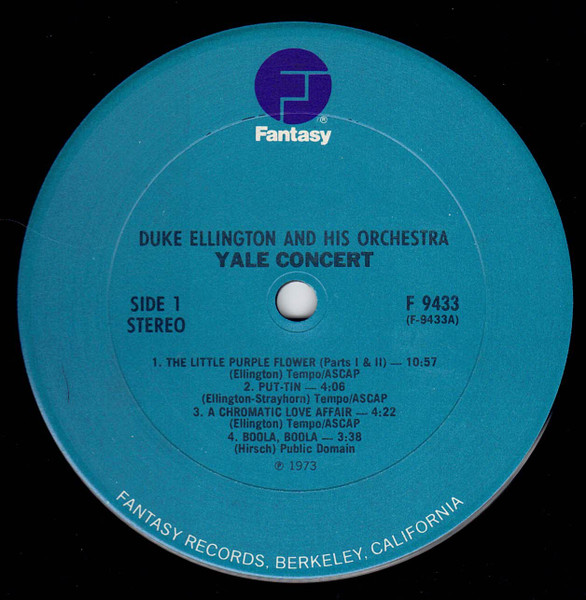 ®
Fantasy
DUKE ELLINGTON AND HIS ORCHESTRA
YALE CONCERT
SIDE 1
STEREO
F 9433
(F-9433A)
1. THE LITTLE PURPLE FLOWER (Parts I & II) — 10:57
(Ellington) Tempo/ASCAP
2. PUT-TIN — 4:06
(Ellington-Strayhorn) Tempo/ASCAP
3. A CHROMATIC LOVE AFFAIR — 4:22
(Ellington) Tempo/ASCAP
4. BOOLA, BOOLA — 3:38
(Hirsch) Public Domain
℗ 1973
FANTASY RECORDS, BERKELEY, CALIFORNIA